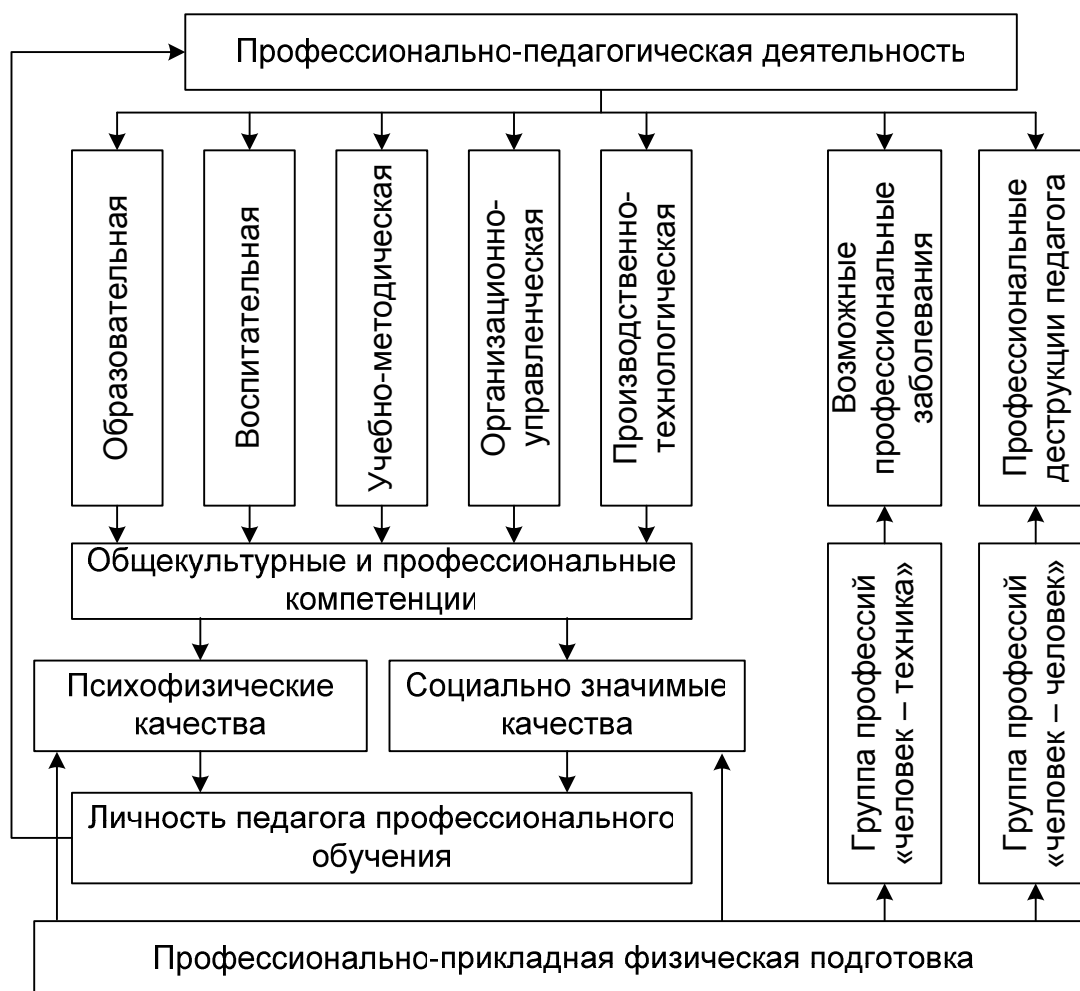 Профессионально-педагогическая деятельность
Образовательная
Воспитательная
Учебно-методическая
Организационно-
управленческая
Производственно-
технологическая
Возможные
профессиональные
заболевания
Профессиональные
деструкции педагога
Общекультурные и профессиональные
компетенции
Психофизические
качества
Социально значимые
качества
Группа профессий
«человек – техника»
Группа профессий
«человек – человек»
Личность педагога профессионального
обучения
Профессионально-прикладная физическая подготовка